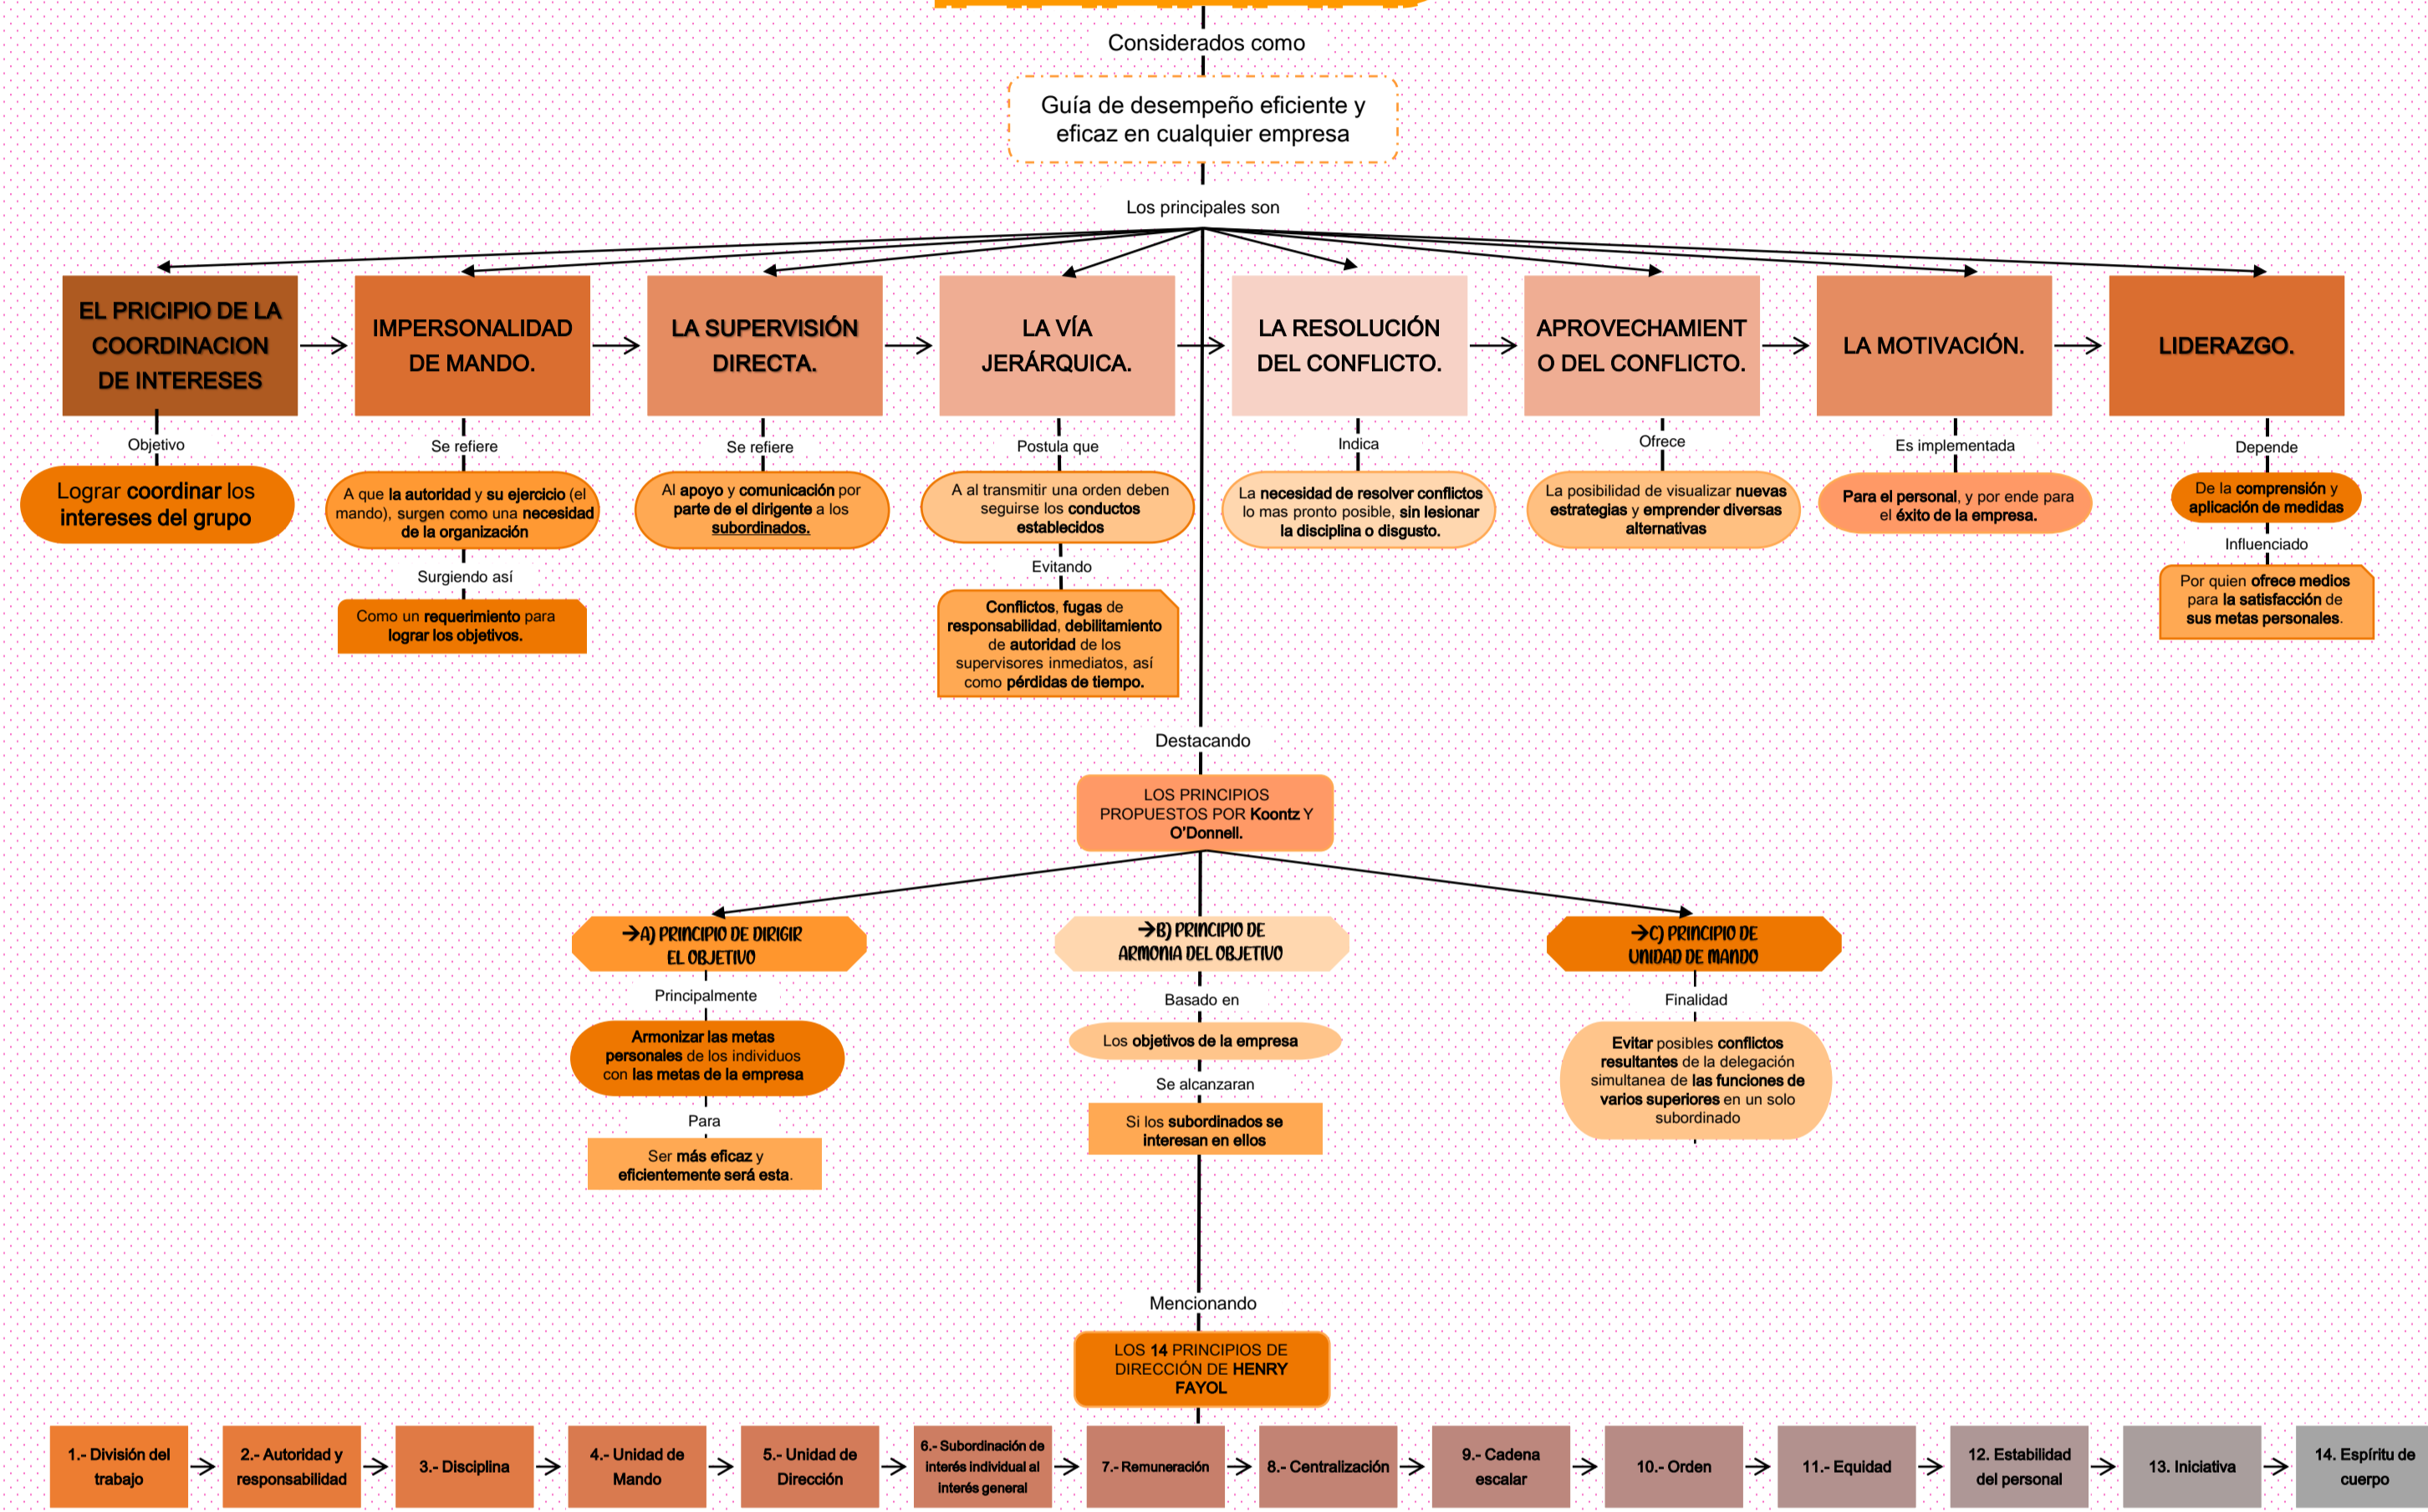 Considerados como
Guía de desempeño eficiente y
eficaz en cualquier empresa
Los principales son
EL PRICIPIO DE LA
COORDINACION
DE INTERESES
IMPERSONALIDAD
DE MANDO.
LA SUPERVISIÓN
DIRECTA.
LA VÍA
JERÁRQUICA.
LA RESOLUCIÓN
DEL CONFLICTO.
APROVECHAMIENT
O DEL CONFLICTO.
LA MOTIVACIÓN.
LIDERAZGO.
Objetivo
Lograr coordinar los
intereses del grupo
Se refiere
A que la autoridad y su ejercicio (el
mando), surgen como una necesidad
de la organización
Surgiendo así
Como un requerimiento para
lograr los objetivos.
Se refiere
Al apoyo y comunicación por
parte de el dirigente a los
subordinados.
Postula que
A al transmitir una orden deben
seguirse los conductos
establecidos
Evitando
Conflictos, fugas de
responsabilidad, debilitamiento
de autoridad de los
supervisores inmediatos, así
como pérdidas de tiempo.
Indica
La necesidad de resolver conflictos
lo mas pronto posible, sin lesionar
la disciplina o disgusto.
Ofrece
La posibilidad de visualizar nuevas
estrategias y emprender diversas
alternativas
Es implementada
Para el personal, y por ende para
el éxito de la empresa.
Depende
De la comprensión y
aplicación de medidas
Influenciado
Por quien ofrece medios
para la satisfacción de
sus metas personales.
Destacando
LOS PRINCIPIOS
PROPUESTOS POR Koontz Y
O'Donnell.
→A) PRINCIPIO DE DIRIGIR
EL OBJETIVO
Principalmente
Armonizar las metas
personales de los individuos
con las metas de la empresa
Para
Ser más eficaz y
eficientemente será esta.
→B) PRINCIPIO DE
ARMONIA DEL OBJETIVO
Basado en
Los objetivos de la empresa
Se alcanzaran
Si los subordinados se
interesan en ellos
→C) PRINCIPIO DE
UNIDAD DE MANDO
Finalidad
Evitar posibles conflictos
resultantes de la delegación
simultanea de las funciones de
varios superiores en un solo
subordinado
Mencionando
LOS 14 PRINCIPIOS DE
DIRECCIÓN DE HENRY
FAYOL
1.- División del
trabajo
2.- Autoridad y
responsabilidad
3.- Disciplina
4.- Unidad de
Mando
5.- Unidad de
Dirección
6.- Subordinación de
interés individual al
interés general
7.- Remuneración
8.- Centralización
9.- Cadena
escalar
10.- Orden
11.- Equidad
12. Estabilidad
del personal
13. Iniciativa
14. Espíritu de
cuerpo